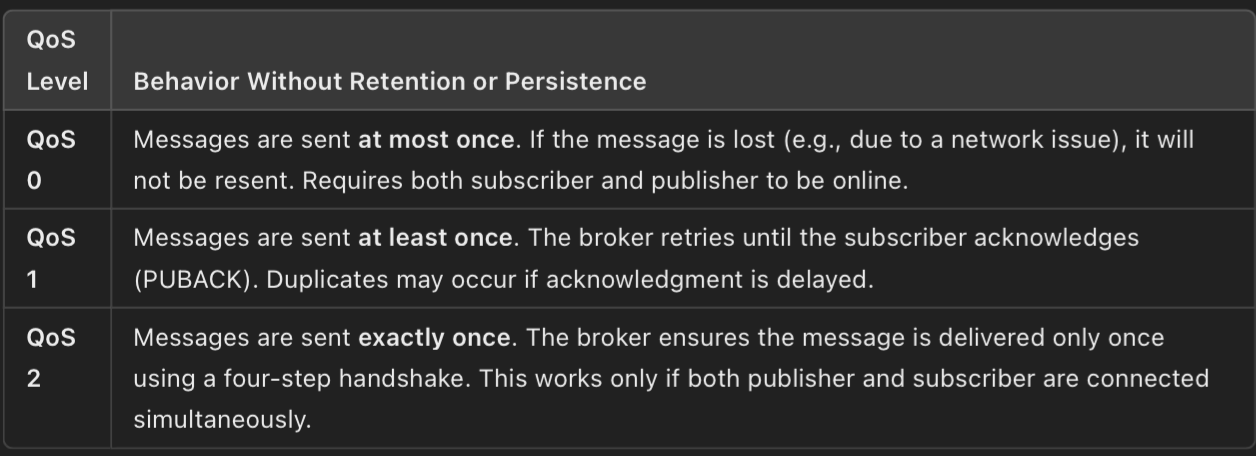 QoS
Level
Behavior Without Retention or Persistence
QoS
0
Messages are sent at most once. If the message is lost (e.g., due to a network issue), it will
not be resent. Requires both subscriber and publisher to be online.
QoS
1
Messages are sent at least once. The broker retries until the subscriber acknowledges
(PUBACK). Duplicates may occur if acknowledgment is delayed.
QoS
2
Messages are sent exactly once. The broker ensures the message is delivered only once
using a four-step handshake. This works only if both publisher and subscriber are connected
simultaneously.